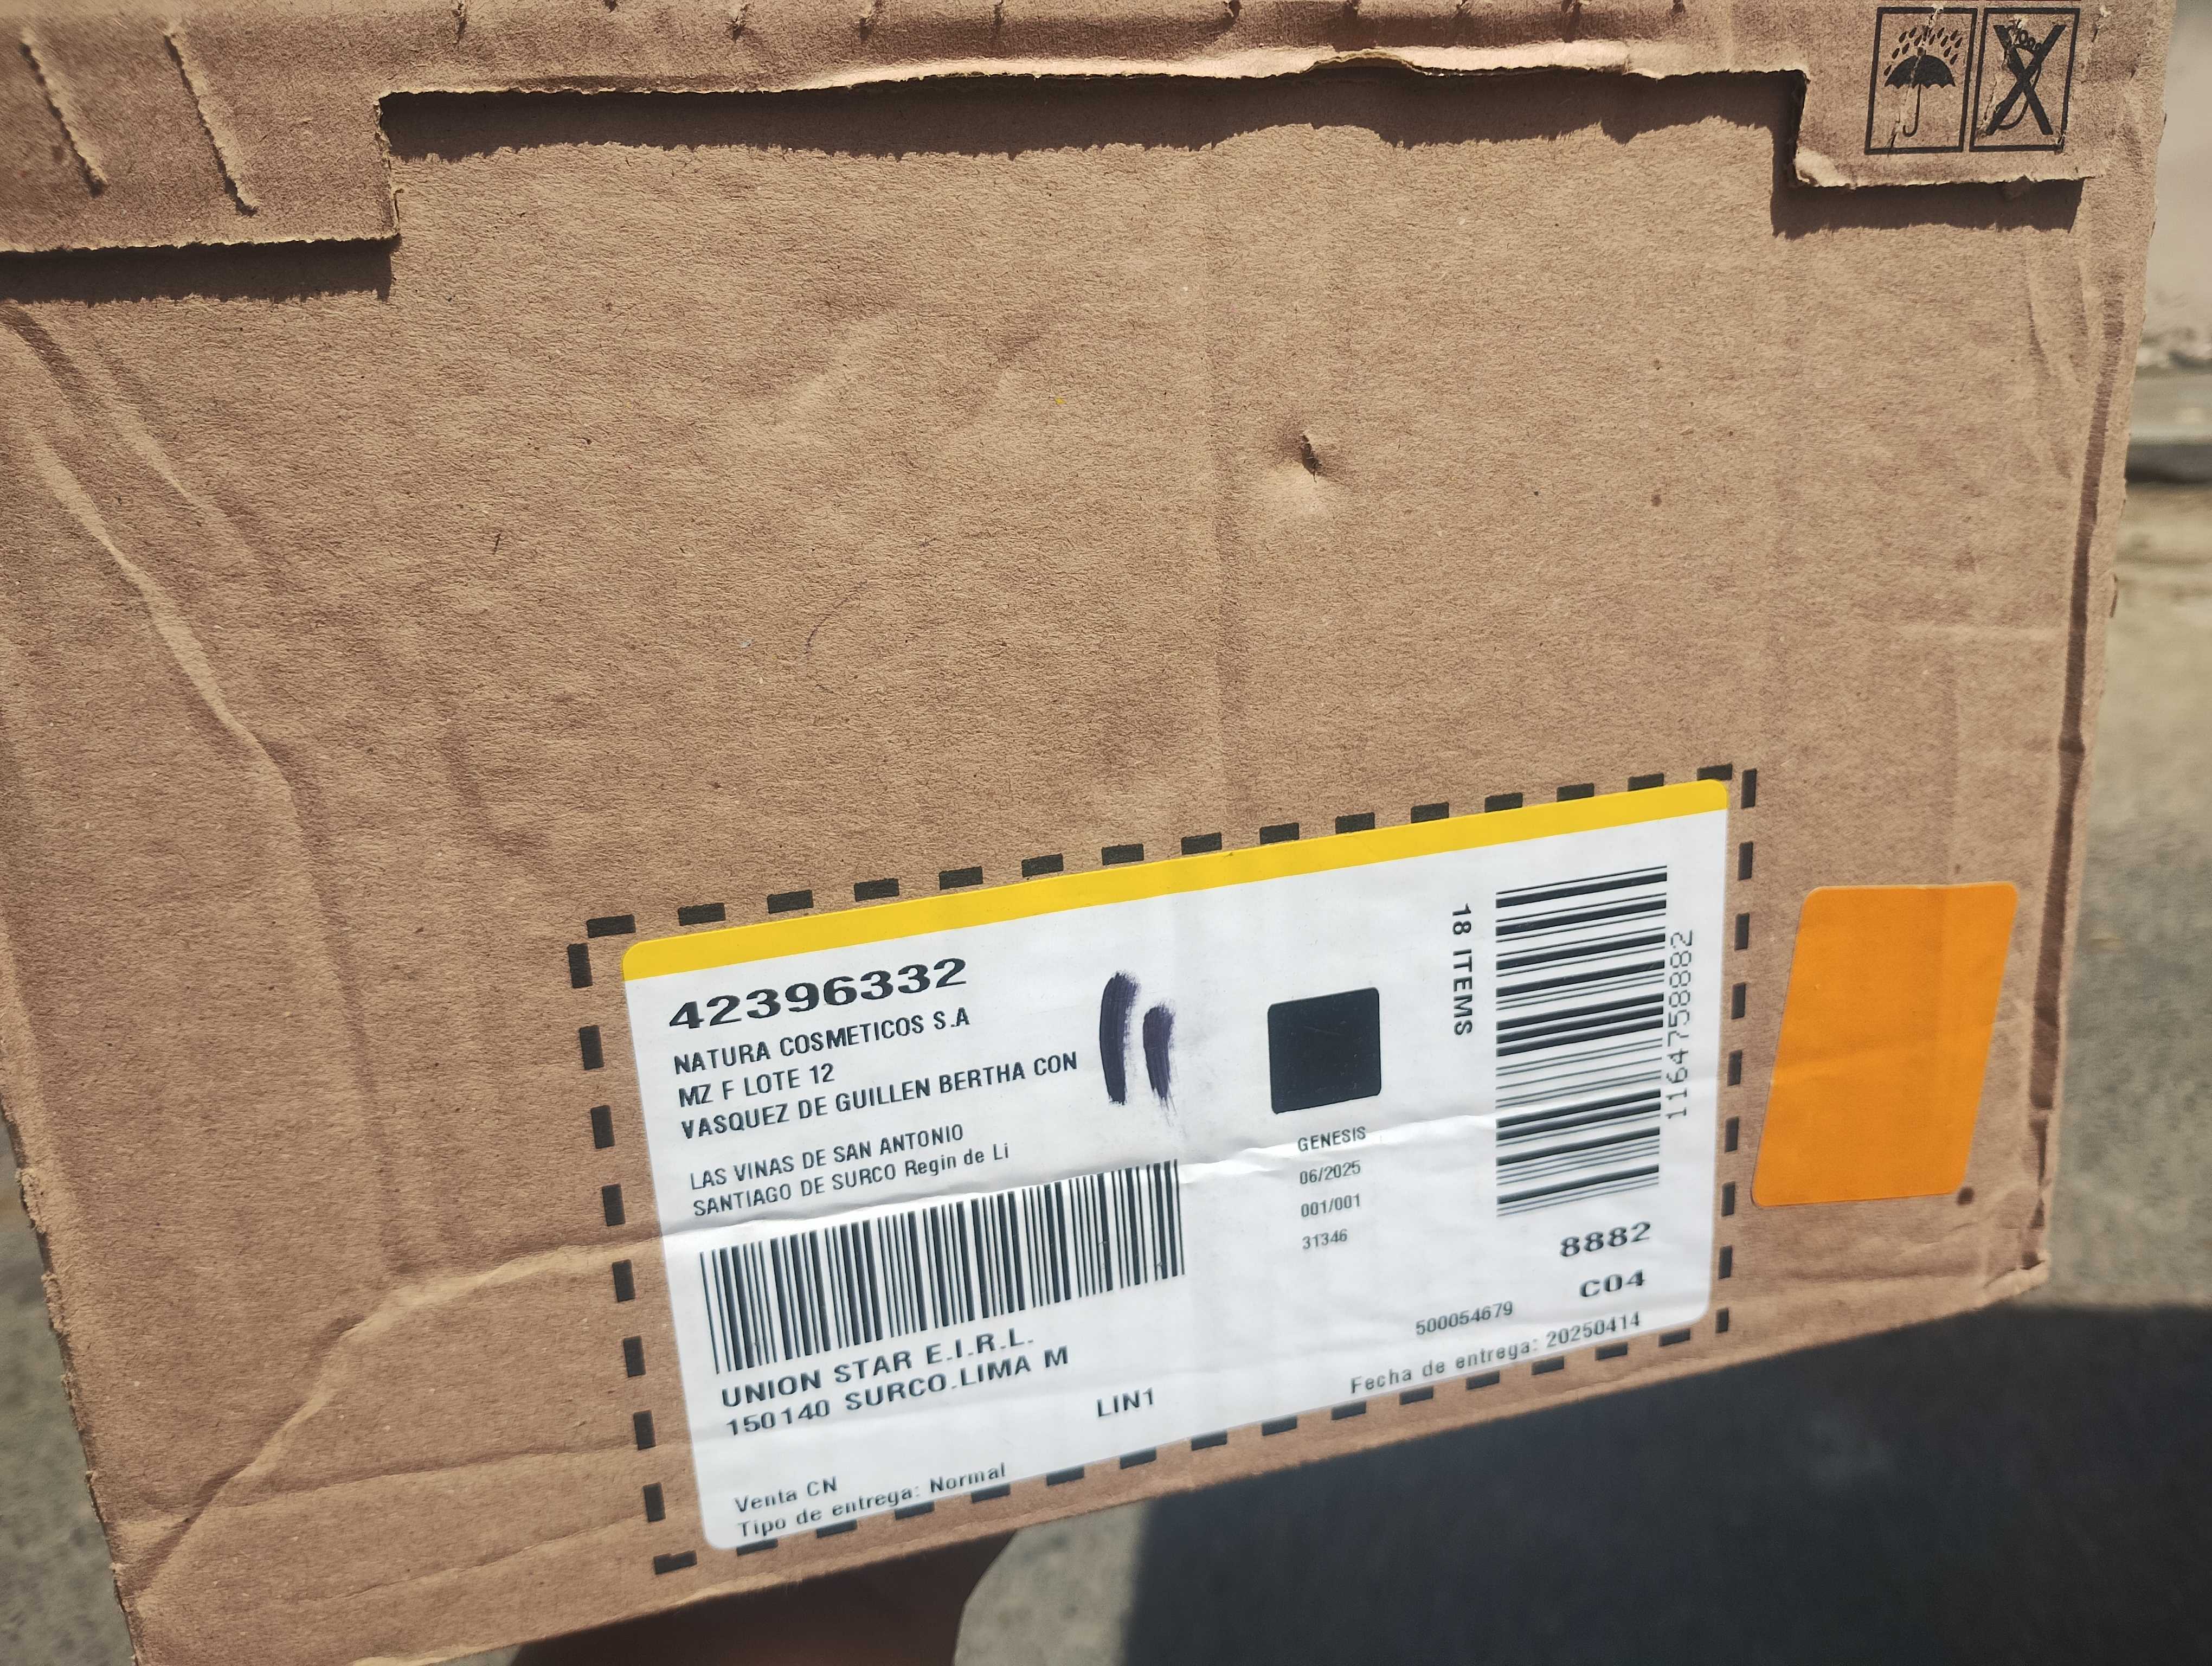 42396332
NATURA COSMETICOS S.A
MZ F LOTE 12
VASQUEZ DE GUILLEN BERTHA CON
LAS VINAS DE SAN ANTONIO
SANTIAGO DE SURCO Regin de Li
UNION STAR E.I.R.L.
150140 SURCO.LIMA M
LIN1
Venta CN
Tipo de entrega: Normal
GENESIS
06/2025
001/001
31346
18 ITEMS
1164758882
8882
C04
500054679
Fecha de entrega: 20250414